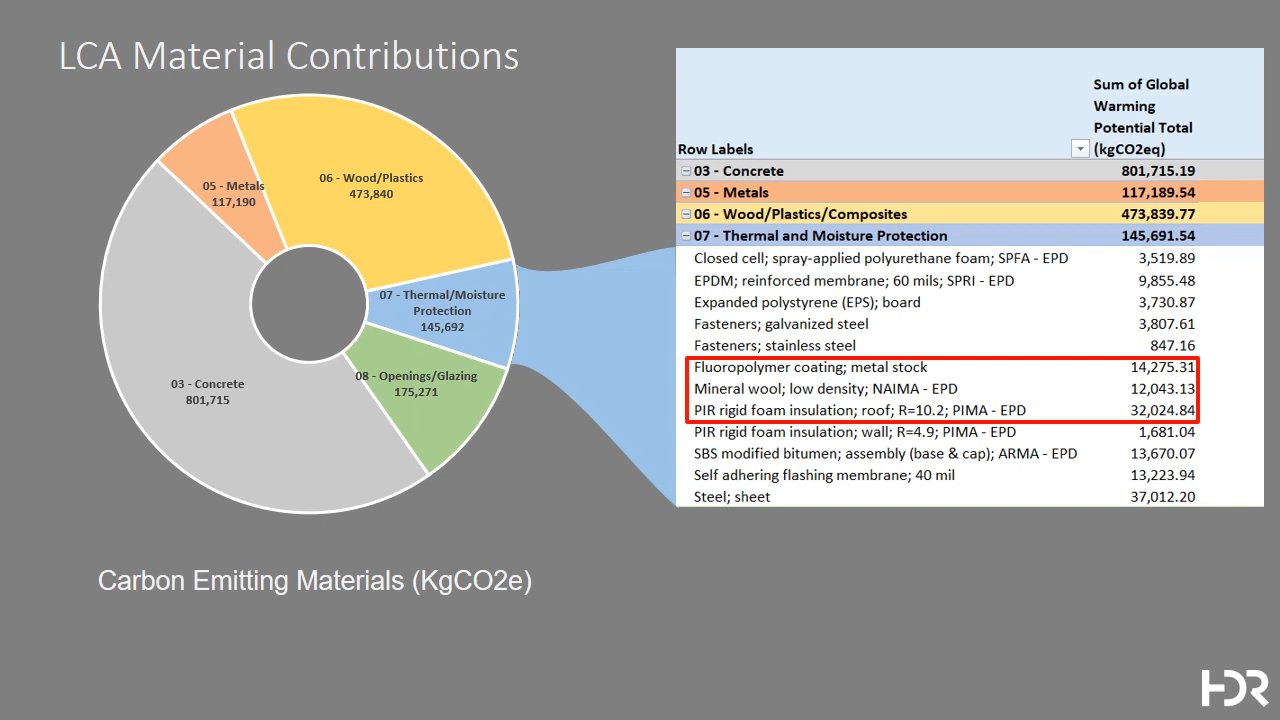 LCA Material Contributions
05 - Metals
117,190
06 - Wood/Plastics
473,840
07 - Thermal/Moisture
Protection
145,692
08 - Openings/Glazing
175,271
03 - Concrete
801,715
Carbon Emitting Materials (KgCO2e)
Sum of Global
Warming
Potential Total
Row Labels (kgCO2eq)
03 - Concrete 801,715.19
05 - Metals 117,189.54
06 - Wood/Plastics/Composites 473,839.77
07 - Thermal and Moisture Protection 145,691.54
Closed cell; spray-applied polyurethane foam; SPFA - EPD 3,519.89
EPDM; reinforced membrane; 60 mils; SPRI - EPD 9,855.48
Expanded polystyrene (EPS); board 3,730.87
Fasteners; galvanized steel 3,807.61
Fasteners; stainless steel 847.16
Fluoropolymer coating; metal stock 14,275.31
Mineral wool; low density; NAIMA - EPD 12,043.13
PIR rigid foam insulation; roof; R=10.2; PIMA - EPD 32,024.84
PIR rigid foam insulation; wall; R=4.9; PIMA - EPD 1,681.04
SBS modified bitumen; assembly (base & cap); ARMA - EPD 13,670.07
Self adhering flashing membrane; 40 mil 13,223.94
Steel; sheet 37,012.20
HDR